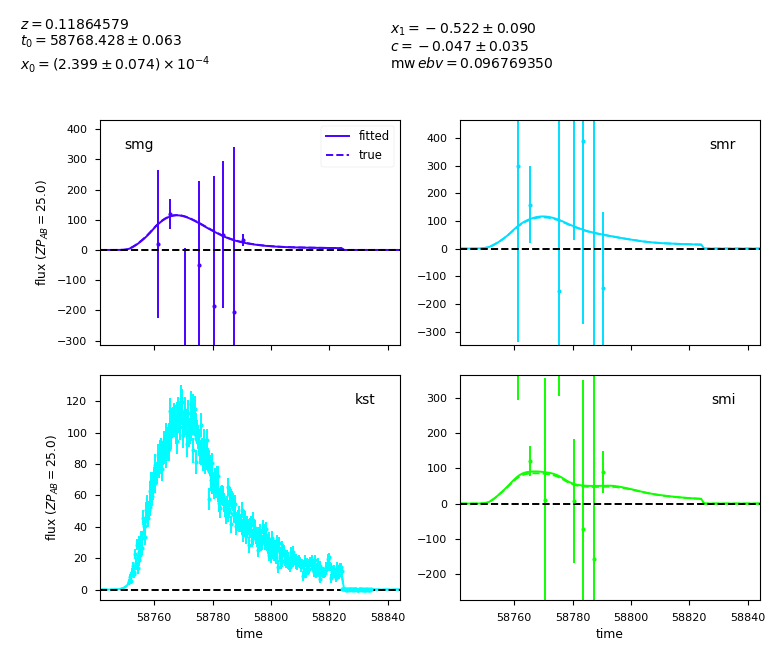 z = 0.11864579
t₀ = 58768.428 ± 0.063
x₀ = (2.399 ± 0.074) × 10⁻⁴
x₁ = −0.522 ± 0.090
c = −0.047 ± 0.035
mw ebv = 0.096769350
smg
fitted
true
400
300
200
100
0
−100
−200
−300
flux (ZP_AB = 25.0)
smr
400
300
200
100
0
−100
−200
−300
kst
120
100
80
60
40
20
0
flux (ZP_AB = 25.0)
58760 58780 58800 58820 58840
time
smi
300
200
100
0
−100
−200
58760 58780 58800 58820 58840
time